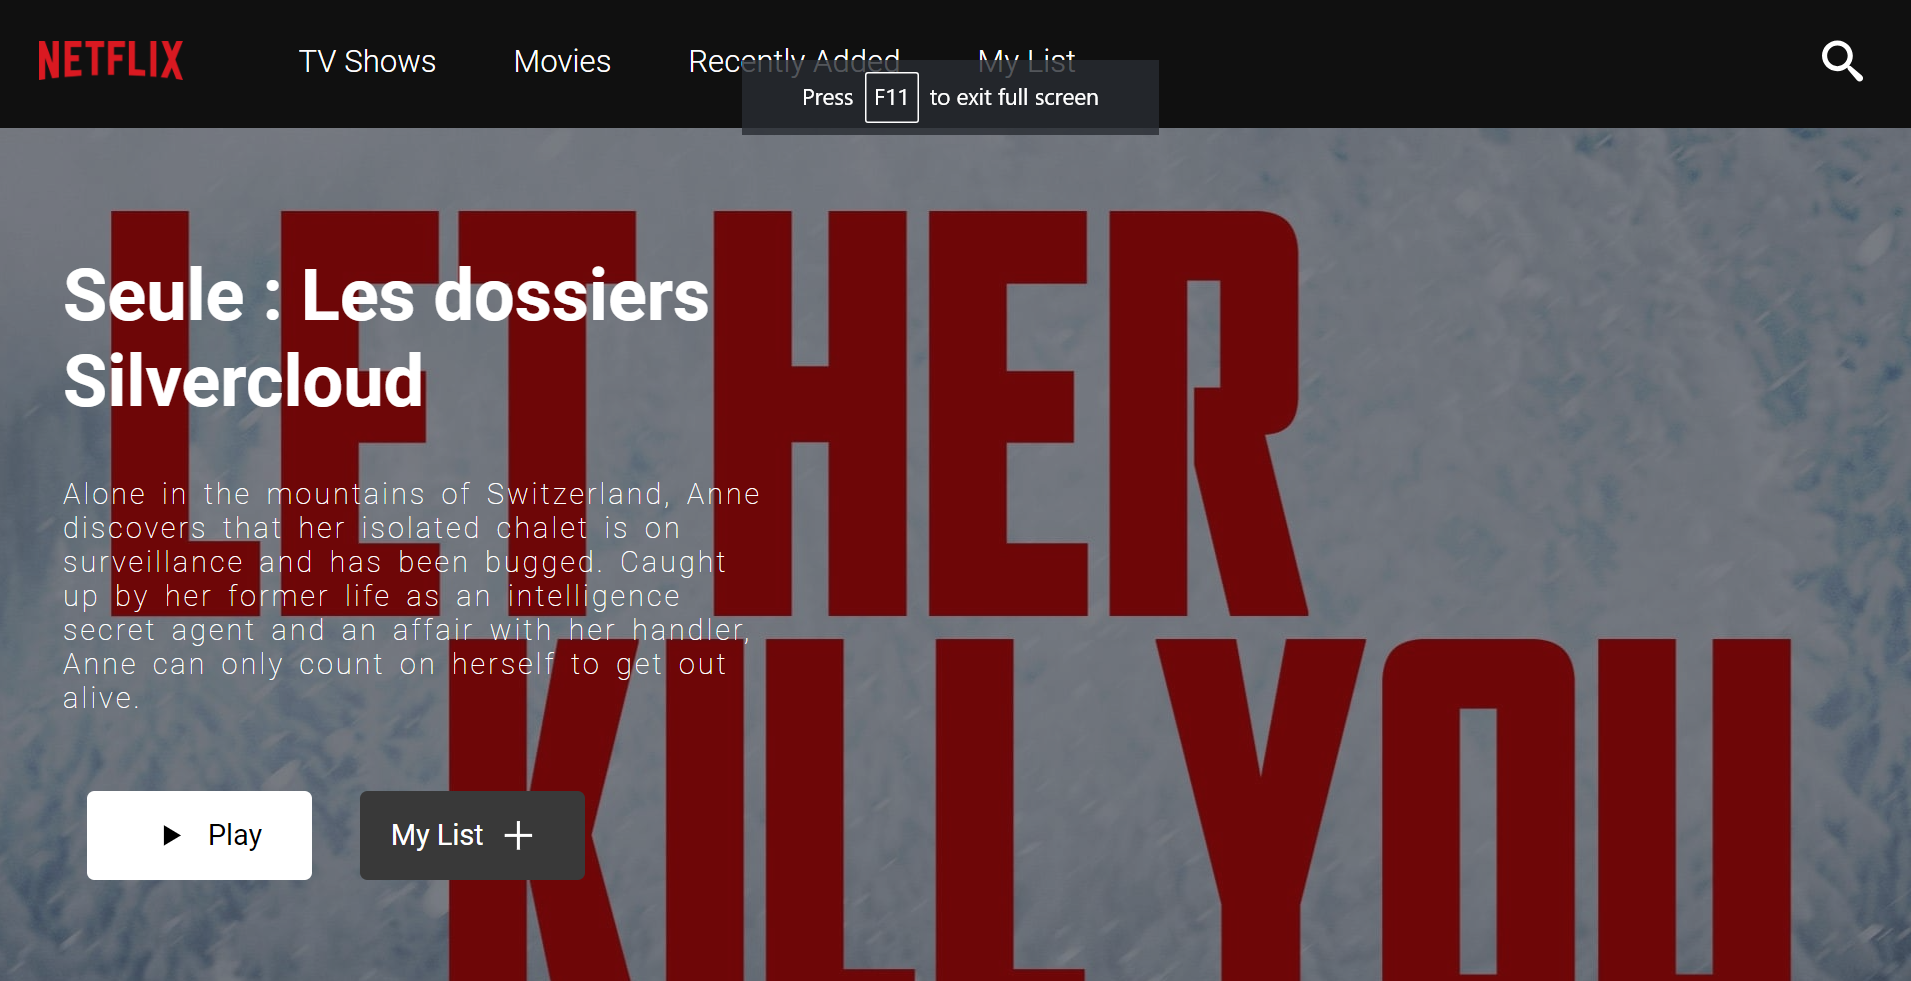 NETFLIX
TV Shows
Movies
Recently Added
My List
Press F11 to exit full screen
LET HER
KILL YOU
Seule : Les dossiers
Silvercloud
Alone in the mountains of Switzerland, Anne
discovers that her isolated chalet is on
surveillance and has been bugged. Caught
up by her former life as an intelligence
secret agent and an affair with her handler,
Anne can only count on herself to get out
alive.
Play
My List